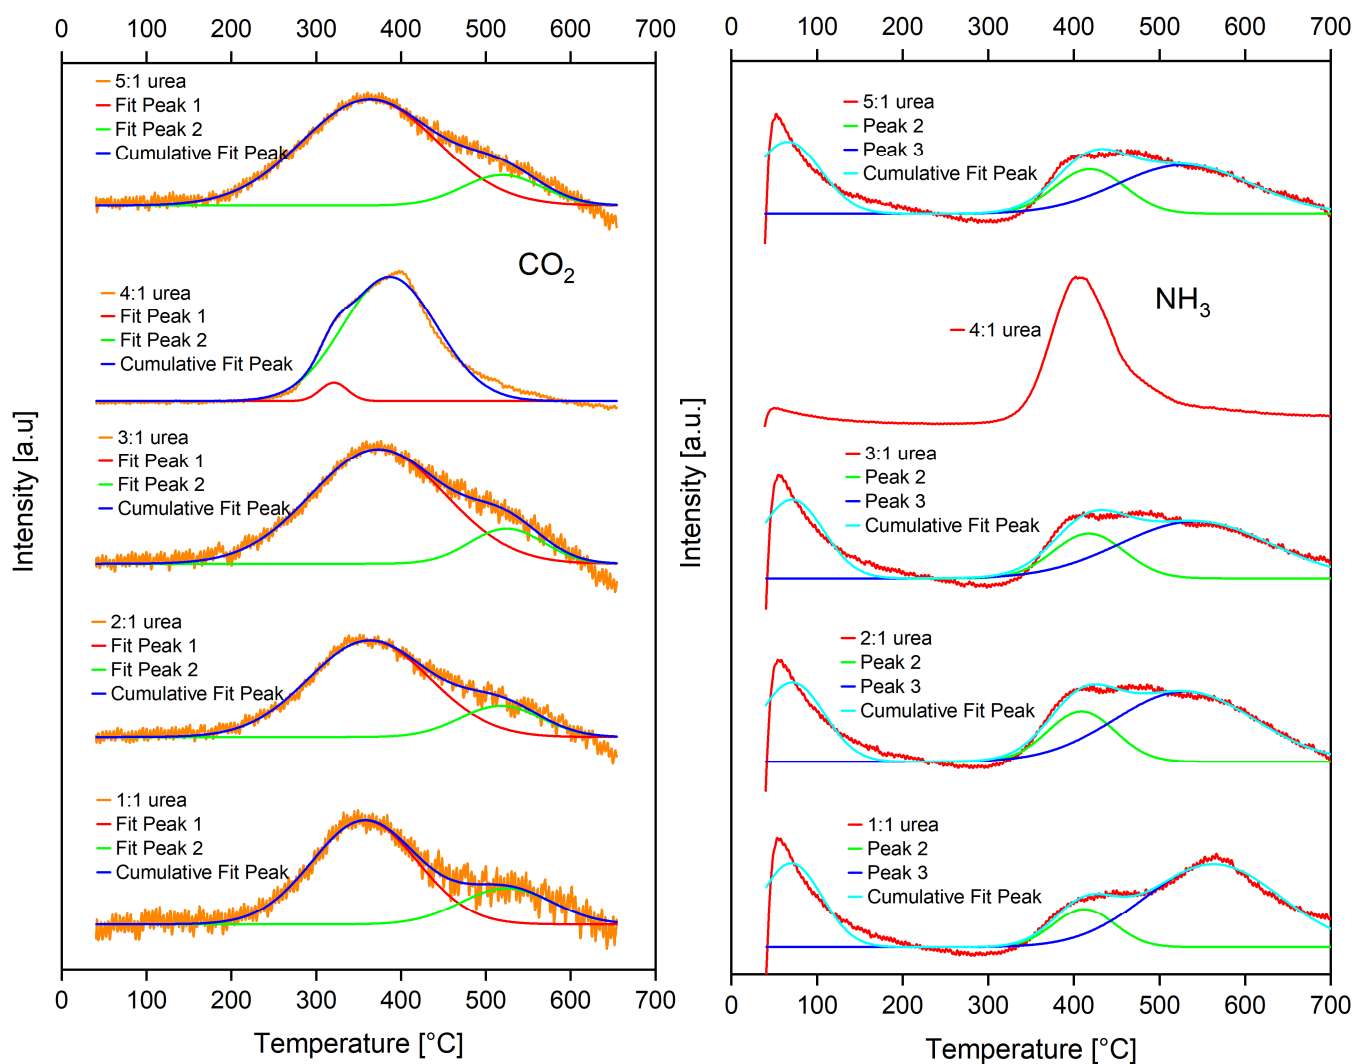 0 100 200 300 400 500 600 700
5:1 urea
Fit Peak 1
Fit Peak 2
Cumulative Fit Peak
CO2
4:1 urea
Fit Peak 1
Fit Peak 2
Cumulative Fit Peak
3:1 urea
Fit Peak 1
Fit Peak 2
Cumulative Fit Peak
2:1 urea
Fit Peak 1
Fit Peak 2
Cumulative Fit Peak
1:1 urea
Fit Peak 1
Fit Peak 2
Cumulative Fit Peak
Intensity [a.u]
0 100 200 300 400 500 600 700
Temperature [°C]
0 100 200 300 400 500 600 700
5:1 urea
Peak 2
Peak 3
Cumulative Fit Peak
NH3
4:1 urea
3:1 urea
Peak 2
Peak 3
Cumulative Fit Peak
2:1 urea
Peak 2
Peak 3
Cumulative Fit Peak
1:1 urea
Peak 2
Peak 3
Cumulative Fit Peak
Intensity [a.u.]
0 100 200 300 400 500 600 700
Temperature [°C]